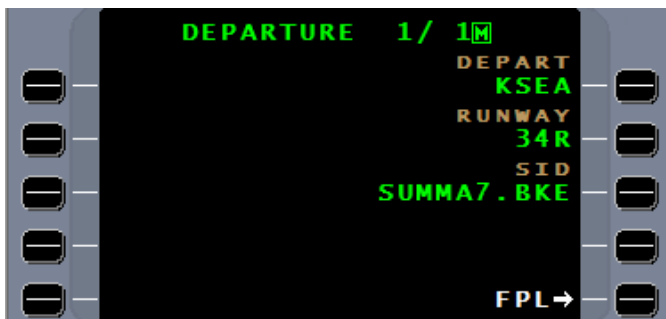 DEPARTURE 1/ 1M
DEPART
KSEA
RUNWAY
34R
SID
SUMMA7.BKE
FPL→